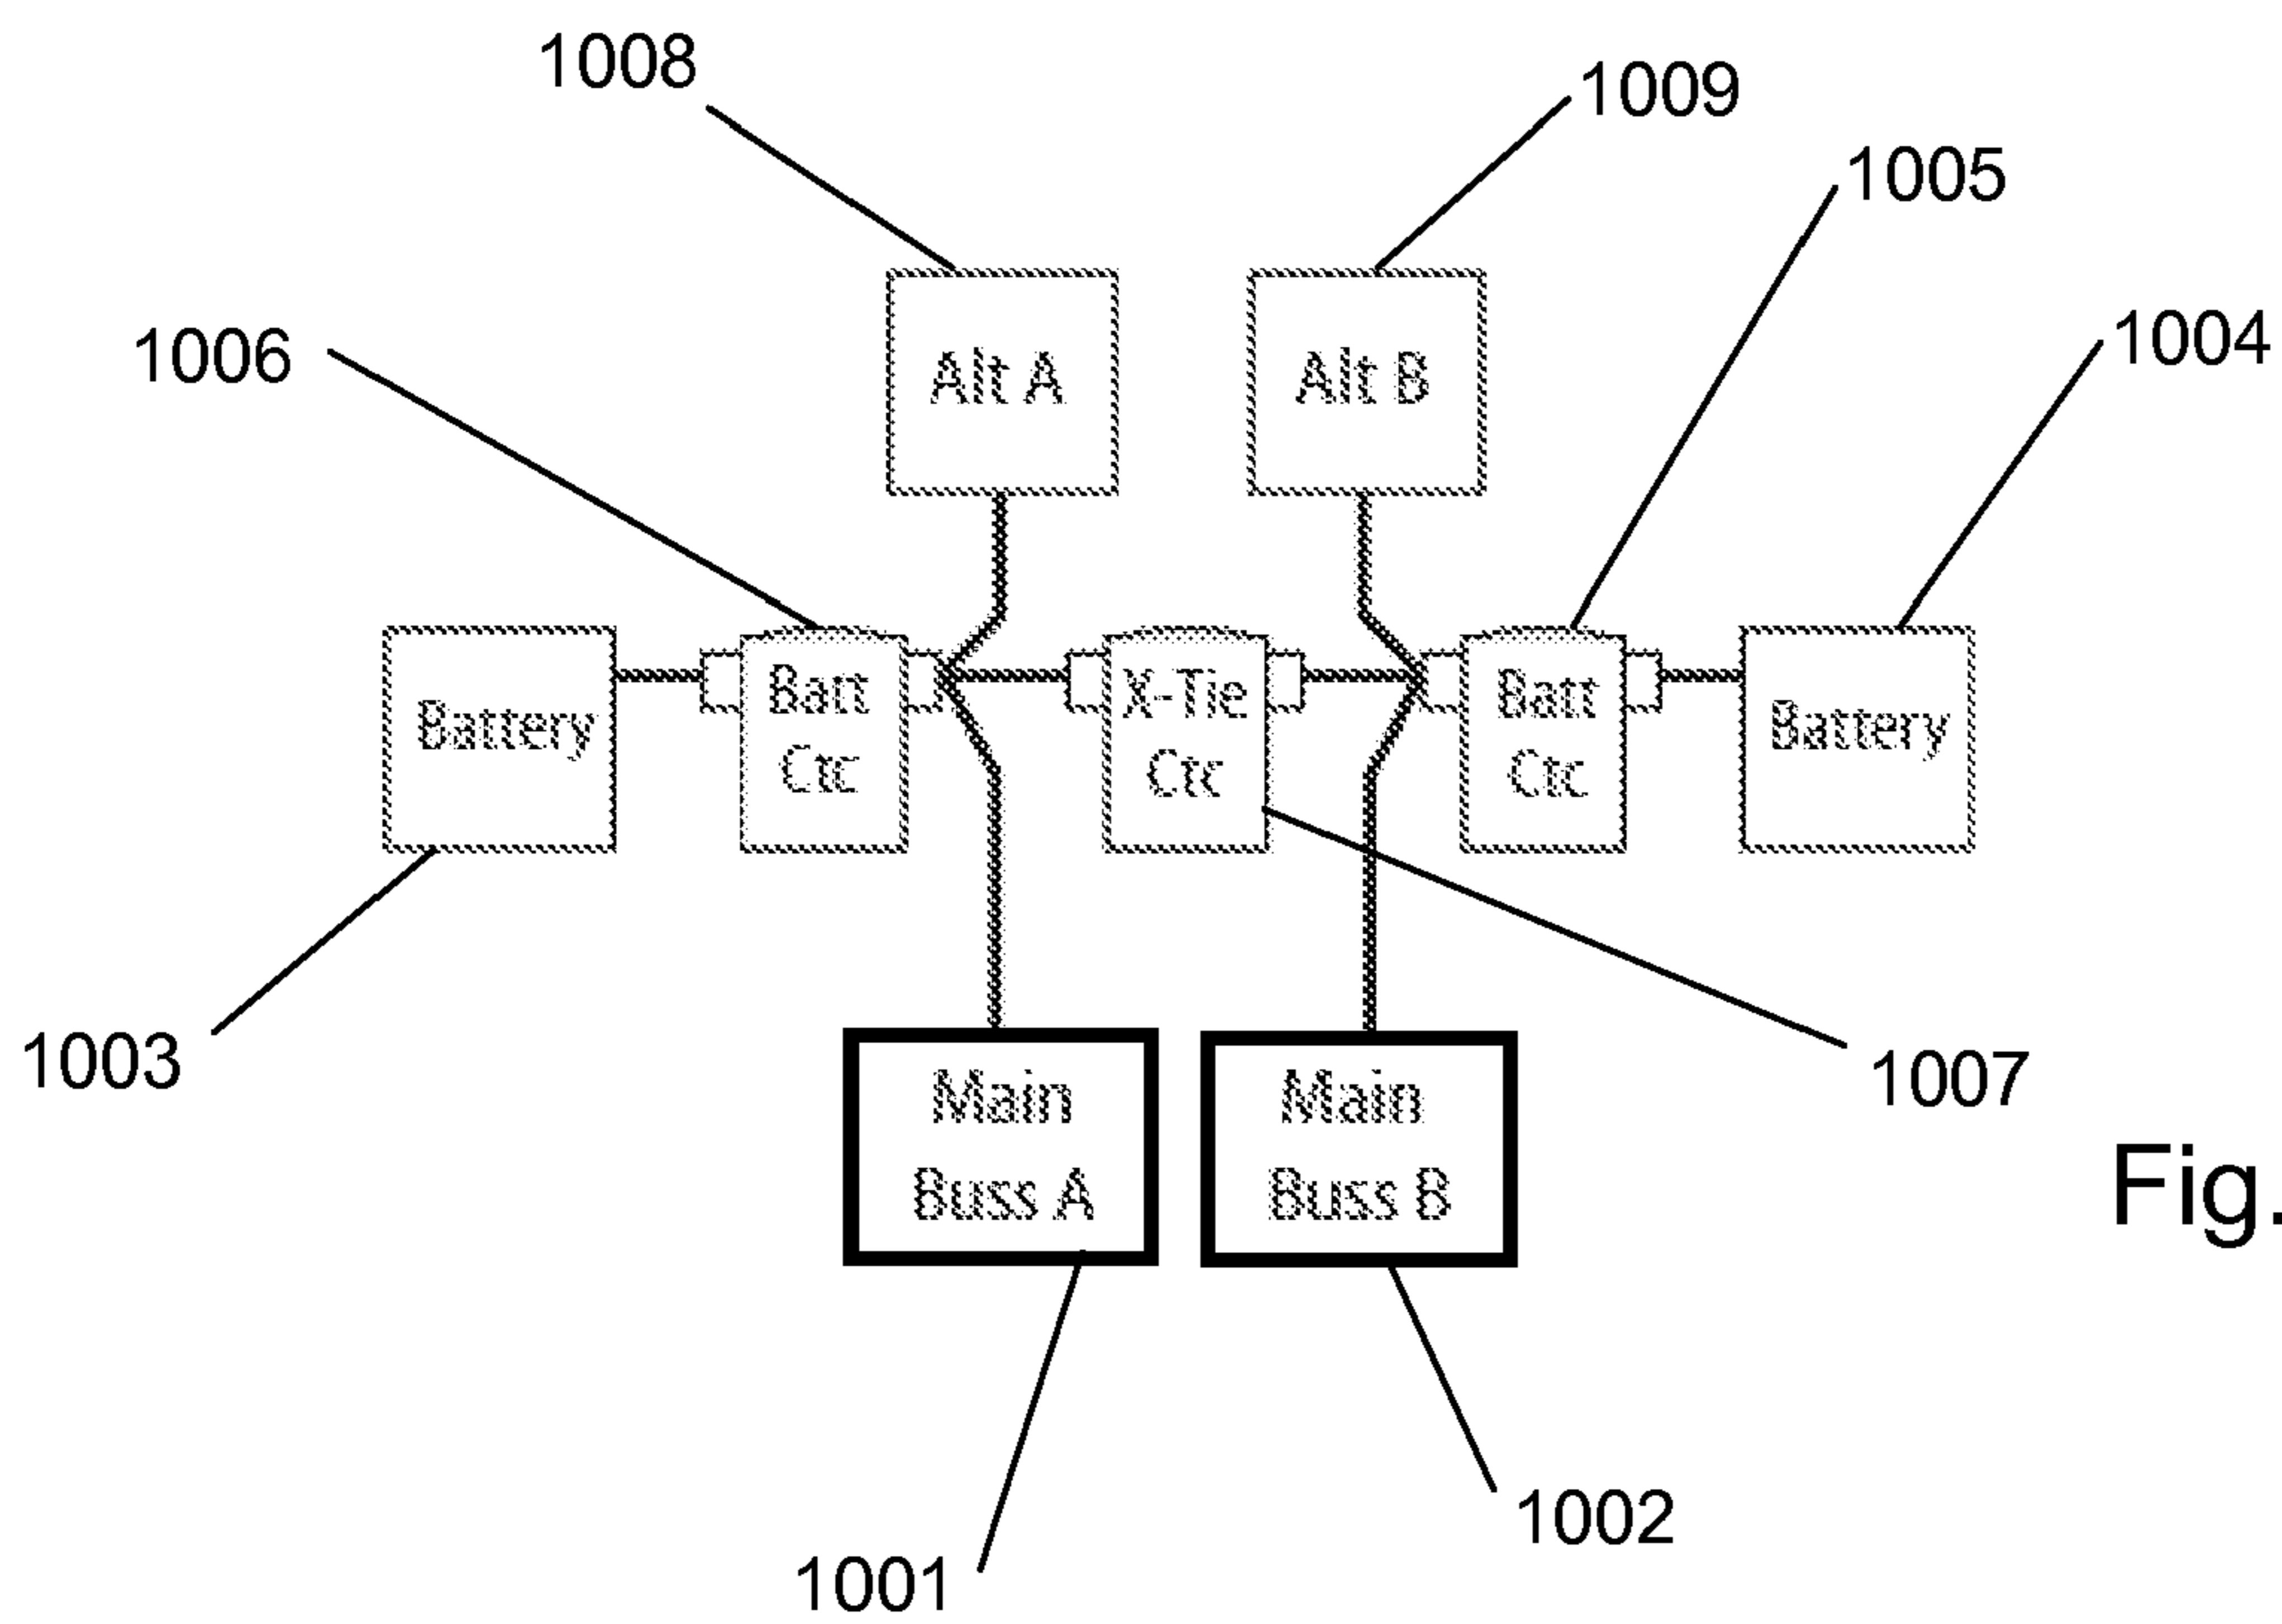 1008
1009
1005
1006
1004
Alt A
Alt B
Battery
Batt
Ctc
X-Tie
Ctc
Batt
Ctc
Battery
1003
1007
Main
Buss A
Main
Buss B
Fig.
1002
1001